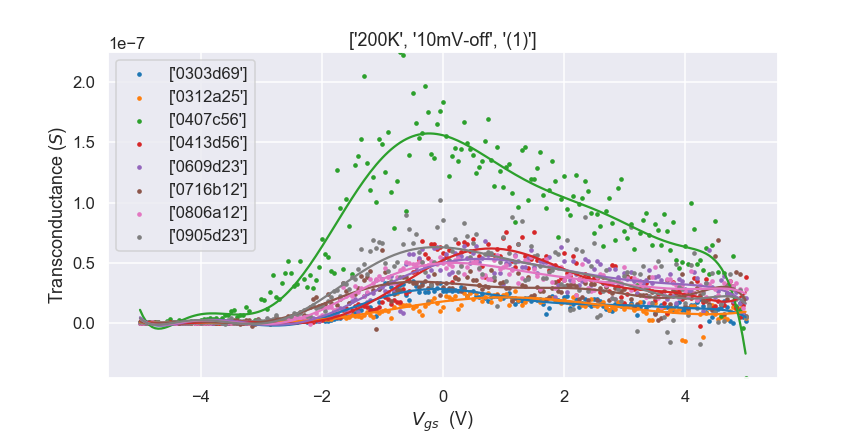 ['200K', '10mV-off', '(1)']
1e−7
2.0
1.5
1.0
0.5
0.0
Transconductance (S)
['0303d69']
['0312a25']
['0407c56']
['0413d56']
['0609d23']
['0716b12']
['0806a12']
['0905d23']
−4
−2
0
2
4
Vgs (V)